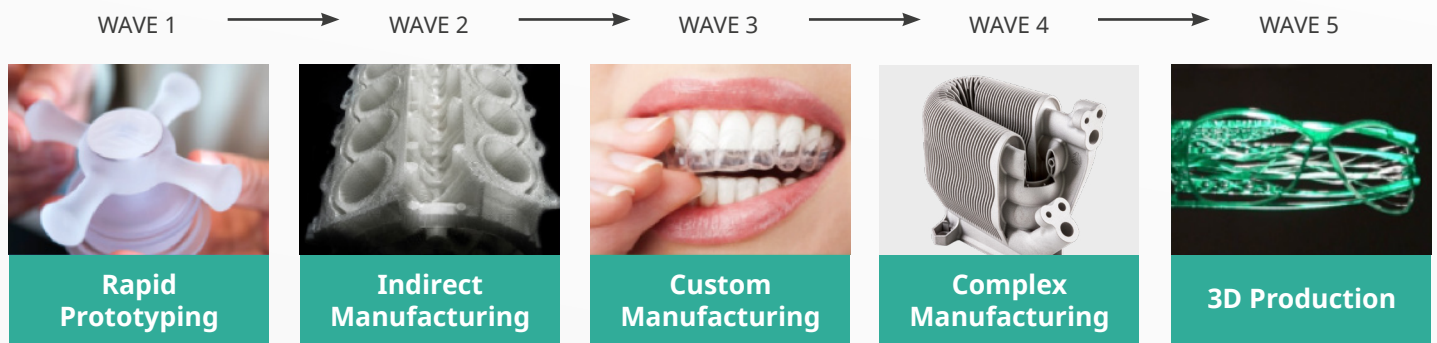 WAVE 1
WAVE 2
WAVE 3
WAVE 4
WAVE 5
Rapid
Prototyping
Indirect
Manufacturing
Custom
Manufacturing
Complex
Manufacturing
3D Production